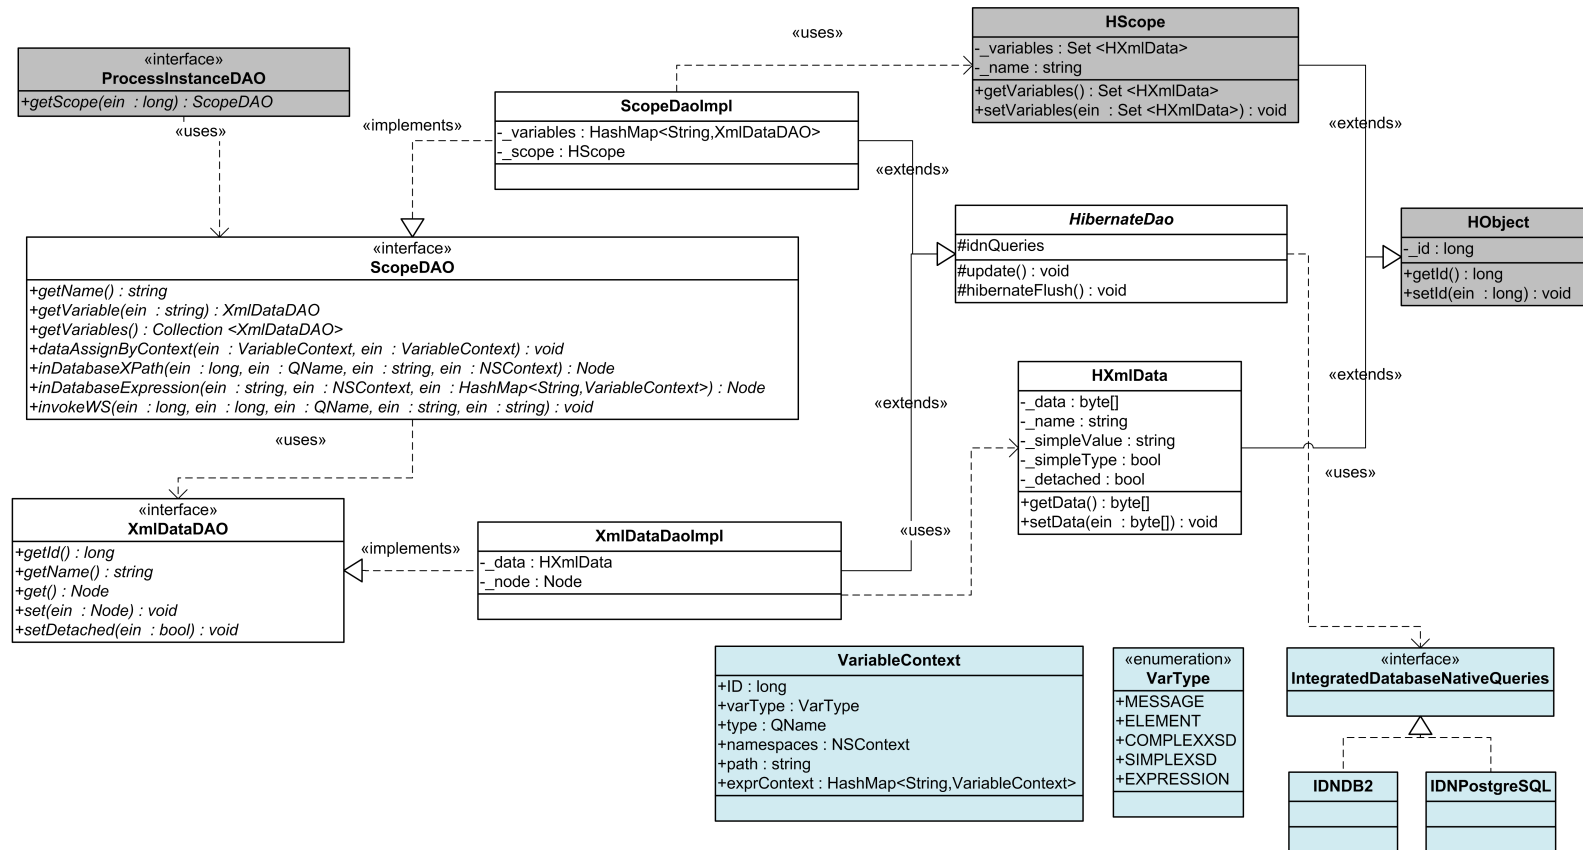 «interface»
ProcessInstanceDAO
+getScope(ein : long) : ScopeDAO
«uses»
«implements»
ScopeDaoImpl
-_variables : HashMap<String,XmlDataDAO>
-_scope : HScope
«uses»
HScope
-_variables : Set <HXmlData>
-_name : string
+getVariables() : Set <HXmlData>
+setVariables(ein : Set <HXmlData>) : void
«extends»
«extends»
«interface»
ScopeDAO
+getName() : string
+getVariable(ein : string) : XmlDataDAO
+getVariables() : Collection <XmlDataDAO>
+dataAssignByContext(ein : VariableContext, ein : VariableContext) : void
+inDatabaseXPath(ein : long, ein : QName, ein : string, ein : NSContext) : Node
+inDatabaseExpression(ein : string, ein : NSContext, ein : HashMap<String,VariableContext>) : Node
+invokeWS(ein : long, ein : long, ein : QName, ein : string, ein : string) : void
HibernateDao
#idnQueries
#update() : void
#hibernateFlush() : void
HObject
-_id : long
+getId() : long
+setId(ein : long) : void
«uses»
«extends»
HXmlData
-_data : byte[]
-_name : string
-_simpleValue : string
-_simpleType : bool
-_detached : bool
+getData() : byte[]
+setData(ein : byte[]) : void
«extends»
«uses»
«interface»
XmlDataDAO
+getId() : long
+getName() : string
+get() : Node
+set(ein : Node) : void
+setDetached(ein : bool) : void
«implements»
XmlDataDaoImpl
-_data : HXmlData
-_node : Node
«uses»
VariableContext
+ID : long
+varType : VarType
+type : QName
+namespaces : NSContext
+path : string
+exprContext : HashMap<String,VariableContext>
«enumeration»
VarType
+MESSAGE
+ELEMENT
+COMPLEXXSD
+SIMPLEXSD
+EXPRESSION
«interface»
IntegratedDatabaseNativeQueries
IDNDB2
IDNPostgreSQL